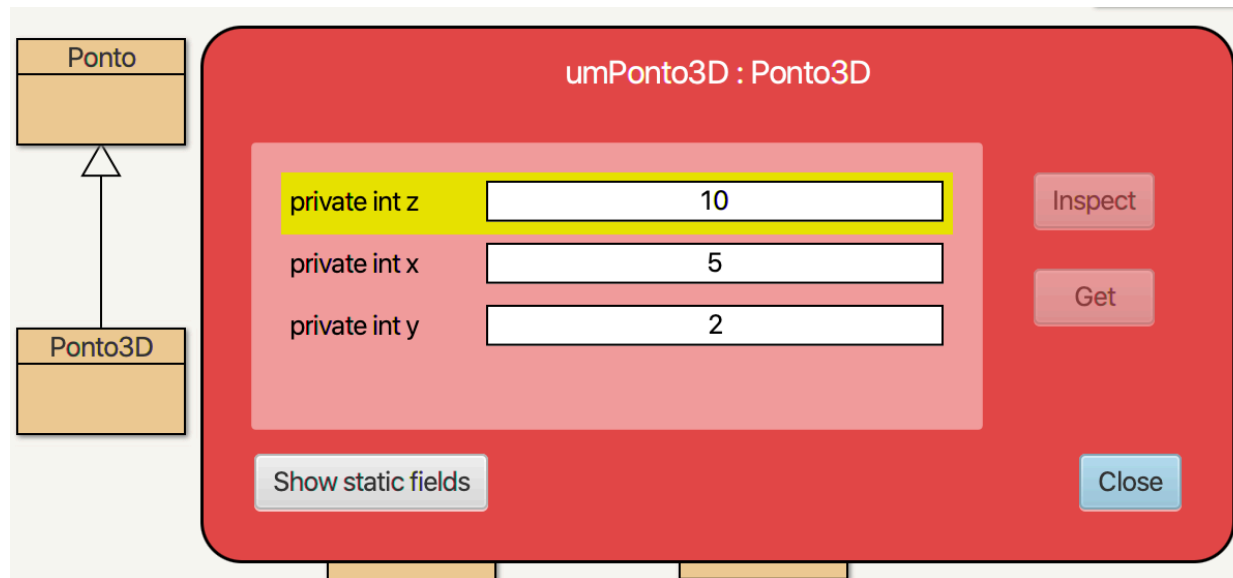 Ponto
umPonto3D : Ponto3D
private int z 10
Inspect
private int x 5
Get
private int y 2
Ponto3D
Show static fields
Close